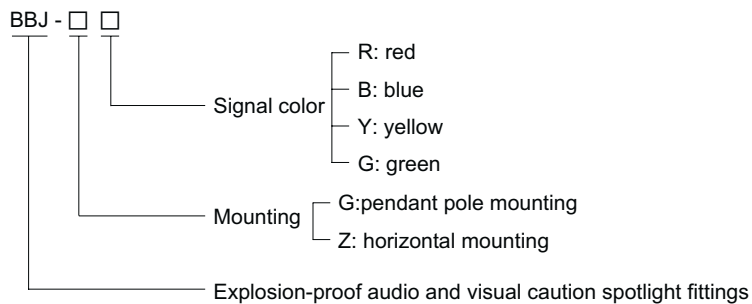 BBJ - □ □
R: red
B: blue
Signal color
Y: yellow
G: green
G:pendant pole mounting
Mounting
Z: horizontal mounting
Explosion-proof audio and visual caution spotlight fittings